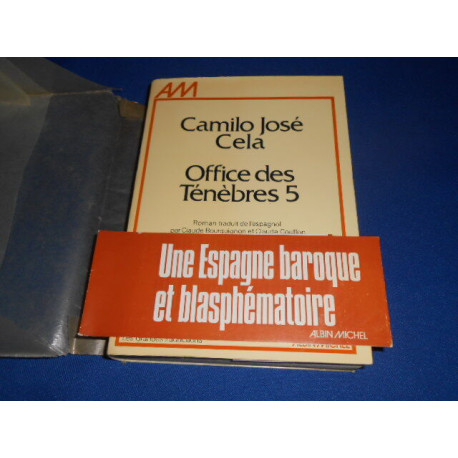 AM
Camilo José
Cela
Office des
Ténèbres 5
Roman traduit de l'espagnol
par Claude Bourguignon et Claude Couffon
Une Espagne baroque
et blasphématoire
ALBIN MICHEL